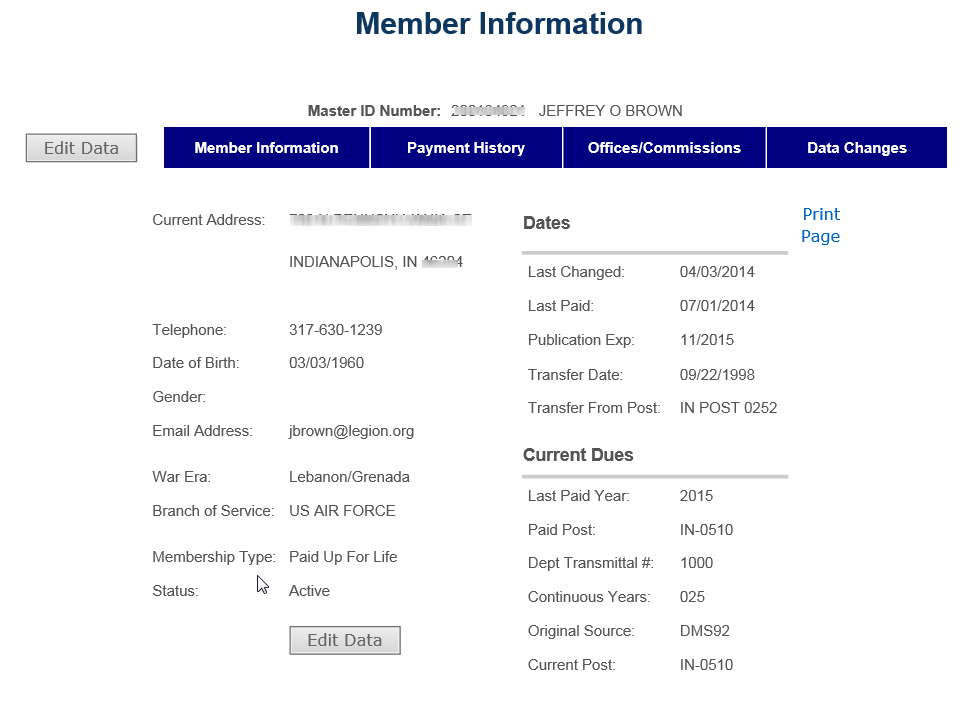 Member Information
Master ID Number: JEFFREY O BROWN
Edit Data
Member Information
Payment History
Offices/Commissions
Data Changes
Current Address:
INDIANAPOLIS, IN
Telephone: 317-630-1239
Date of Birth: 03/03/1960
Gender:
Email Address: jbrown@legion.org
War Era: Lebanon/Grenada
Branch of Service: US AIR FORCE
Membership Type: Paid Up For Life
Status: Active
Edit Data
Dates
Last Changed: 04/03/2014
Last Paid: 07/01/2014
Publication Exp: 11/2015
Transfer Date: 09/22/1998
Transfer From Post: IN POST 0252
Current Dues
Last Paid Year: 2015
Paid Post: IN-0510
Dept Transmittal #: 1000
Continuous Years: 025
Original Source: DMS92
Current Post: IN-0510
Print
Page